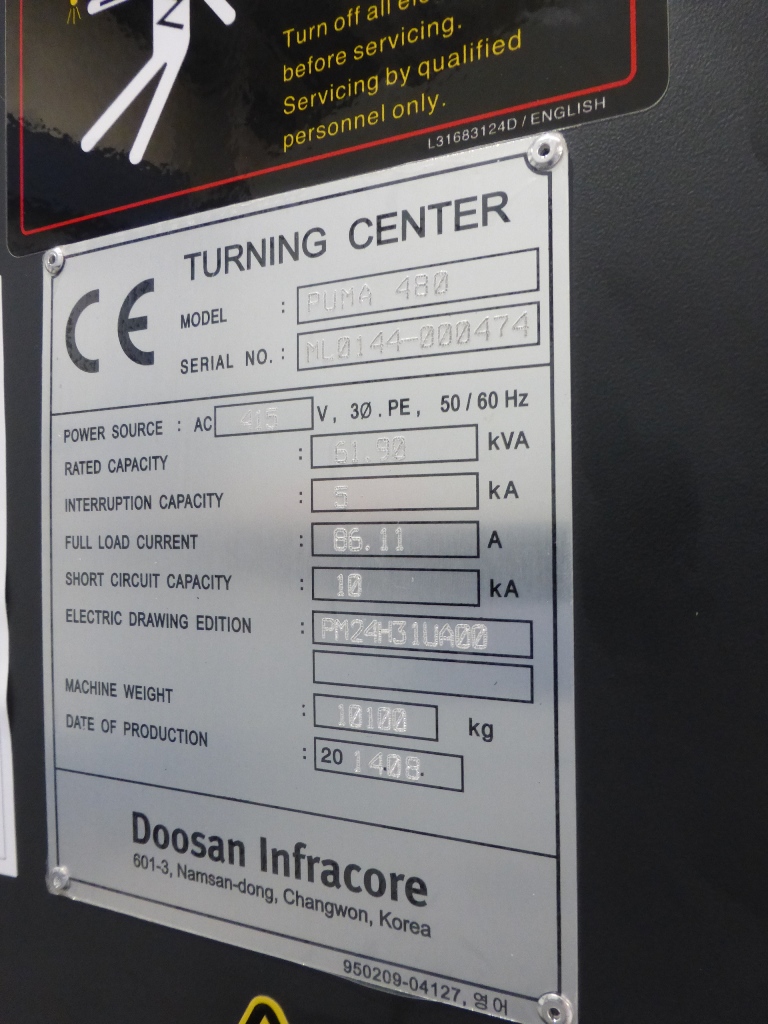 Turn off all
before servicing.
Servicing by qualified
personnel only.
L31683124D / ENGLISH
TURNING CENTER
CE
MODEL : PUMA 480
SERIAL NO. : ML0144-000474
POWER SOURCE : AC 415 V, 3Ø.PE, 50/60 Hz
RATED CAPACITY : 61.90 kVA
INTERRUPTION CAPACITY : 5 kA
FULL LOAD CURRENT : 86.11 A
SHORT CIRCUIT CAPACITY : 10 kA
ELECTRIC DRAWING EDITION : PM24H31UA00
MACHINE WEIGHT : 10100 kg
DATE OF PRODUCTION : 20 1408.
Doosan Infracore
601-3, Namsan-dong, Changwon, Korea
950209-04127, 영어